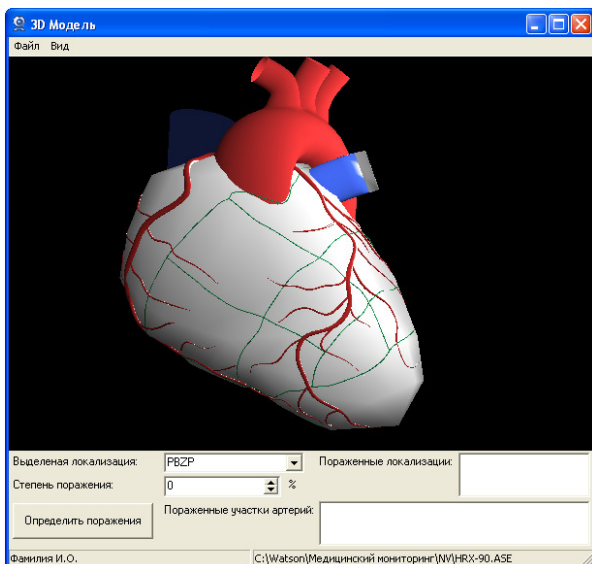 3D Модель
Файл Вид
Выделеная локализация: PBZP Пораженные локализации:
Степень поражения: 0 %
Определить поражения Пораженные участки артерий:
Фамилия И.О. C:\Watson\Медицинский мониторинг\NV\HRX-90.ASE